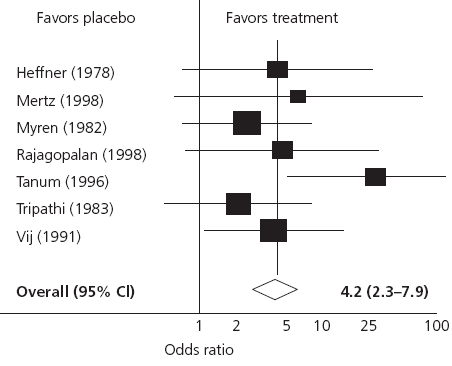 Favors placebo Favors treatment
Heffner (1978)
Mertz (1998)
Myren (1982)
Rajagopalan (1998)
Tanum (1996)
Tripathi (1983)
Vij (1991)
Overall (95% Cl) 4.2 (2.3–7.9)
1 2 5 10 25 100
Odds ratio